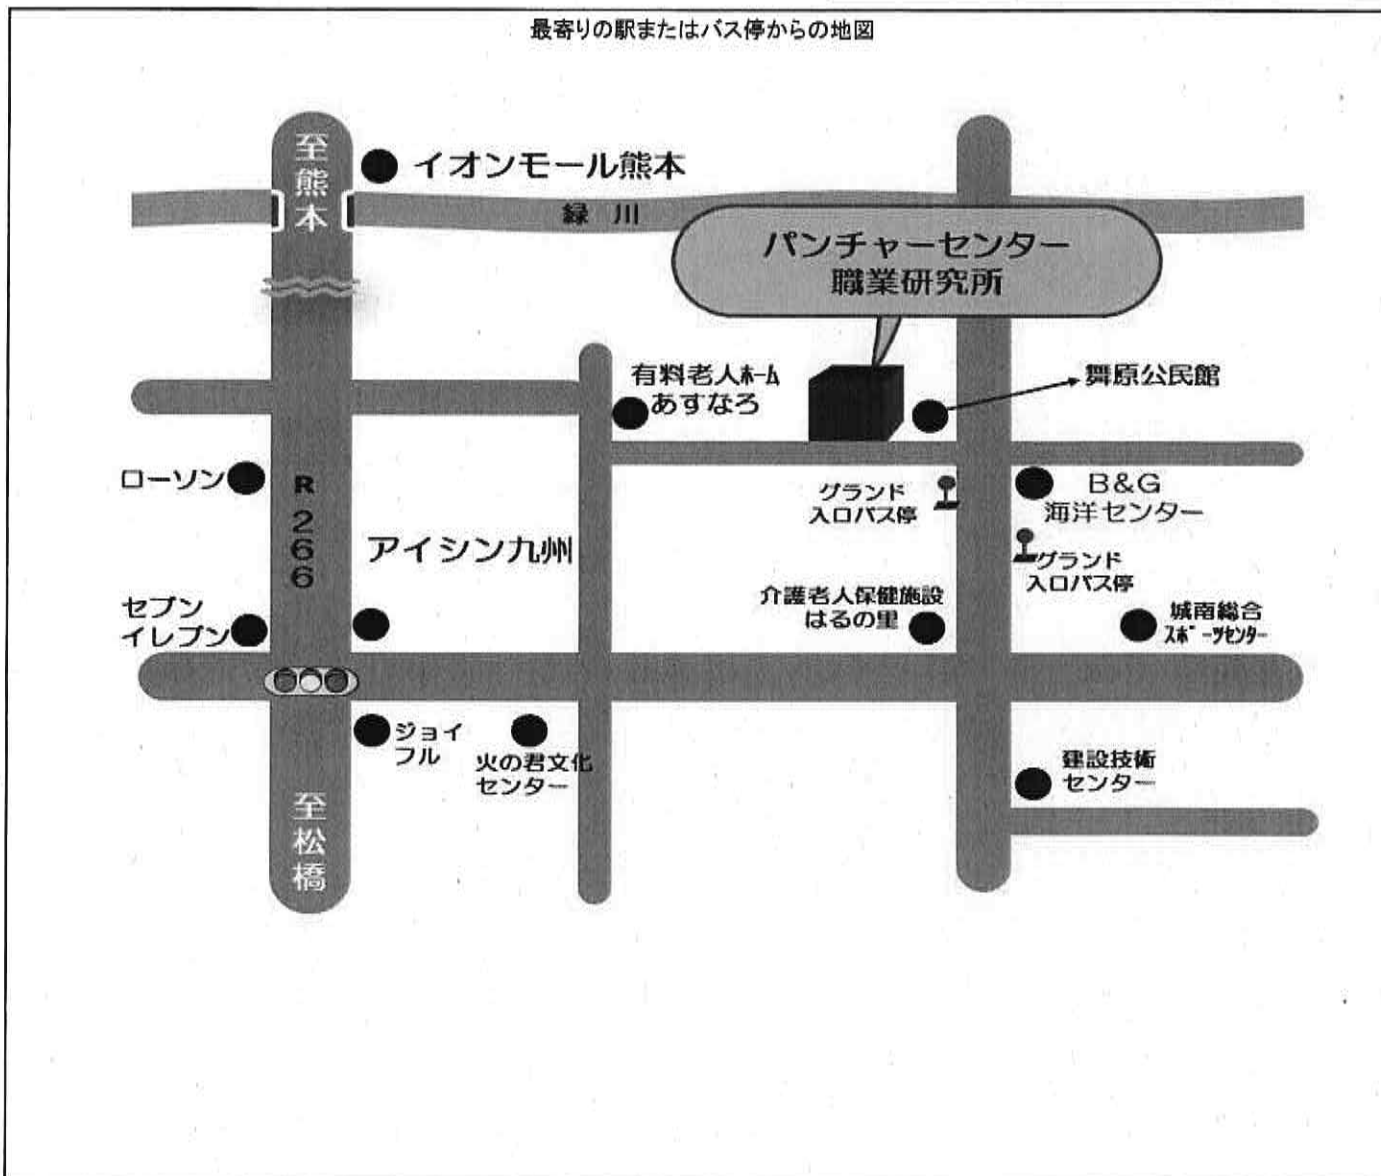 最寄りの駅またはバス停からの地図
至熊本
イオンモール熊本
緑川
パンチャーセンター
職業研究所
有料老人ホーム
あすなろ
舞原公民館
ローソン
R266
グランド
入口バス停
B&G
海洋センター
アイシン九州
グランド
入口バス停
セブン
イレブン
介護老人保健施設
はるの里
城南総合
スポーツセンター
ジョイ
フル
火の君文化
センター
建設技術
センター
至松橋